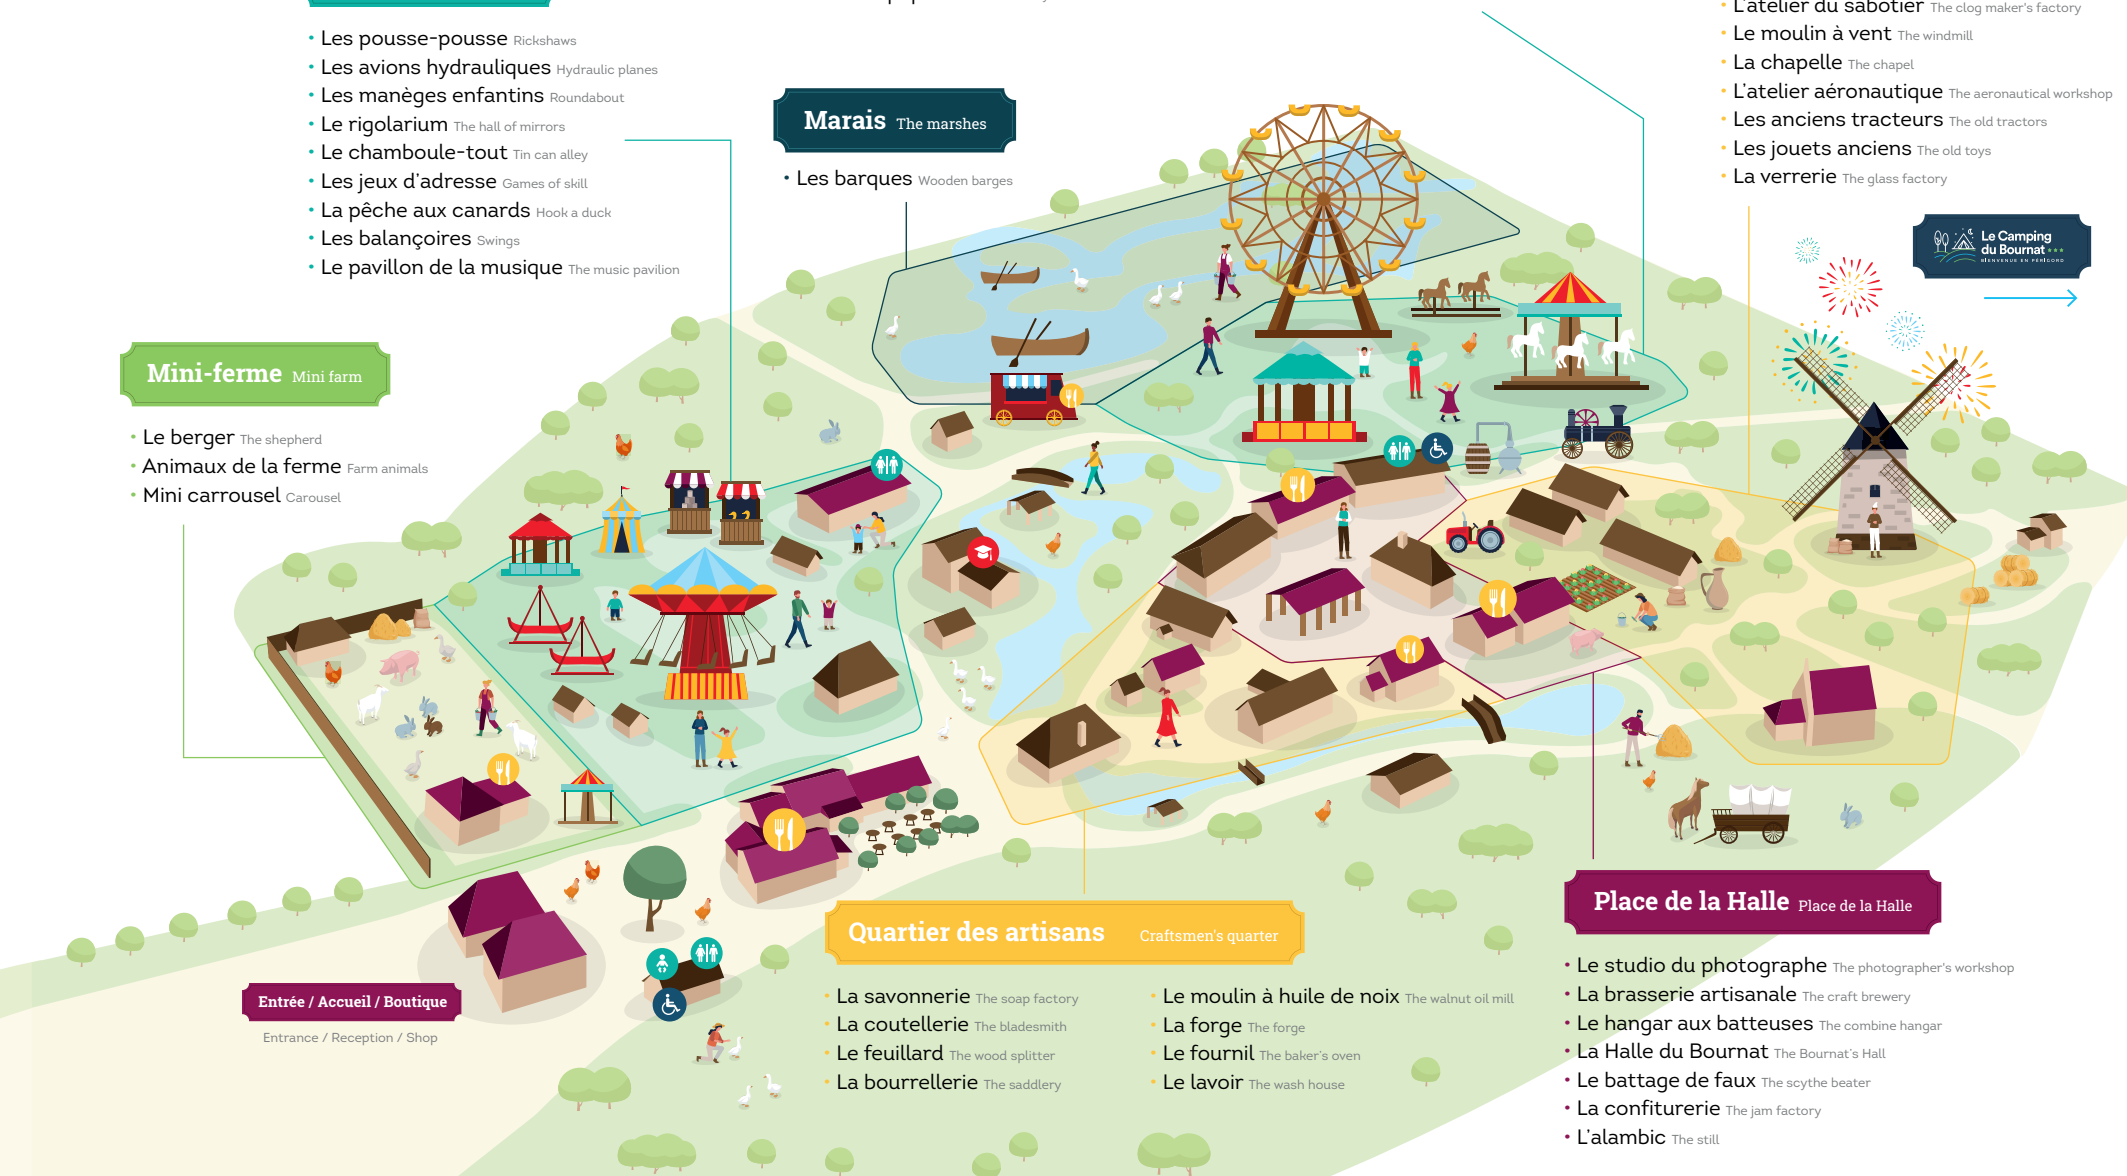 Les pousse-pousse Rickshaws
Les avions hydrauliques Hydraulic planes
Les manèges enfantins Roundabout
Le rigolarium The hall of mirrors
Le chamboule-tout Tin can alley
Les jeux d'adresse Games of skill
La pêche aux canards Hook a duck
Les balançoires Swings
Le pavillon de la musique The music pavilion
Marais The marshes
Les barques Wooden barges
L'atelier du sabotier The clog maker's factory
Le moulin à vent The windmill
La chapelle The chapel
L'atelier aéronautique The aeronautical workshop
Les anciens tracteurs The old tractors
Les jouets anciens The old toys
La verrerie The glass factory
Le Camping
du Bournat
BIENVENUE EN PÉRIGORD
Mini-ferme Mini farm
Le berger The shepherd
Animaux de la ferme Farm animals
Mini carrousel Carousel
Entrée / Accueil / Boutique
Entrance / Reception / Shop
Quartier des artisans Craftsmen's quarter
La savonnerie The soap factory
La coutellerie The bladesmith
Le feuillard The wood splitter
La bourrellerie The saddlery
Le moulin à huile de noix The walnut oil mill
La forge The forge
Le fournil The baker's oven
Le lavoir The wash house
Place de la Halle Place de la Halle
Le studio du photographe The photographer's workshop
La brasserie artisanale The craft brewery
Le hangar aux batteuses The combine hangar
La Halle du Bournat The Bournat's Hall
Le battage de faux The scythe beater
La confiturerie The jam factory
L'alambic The still